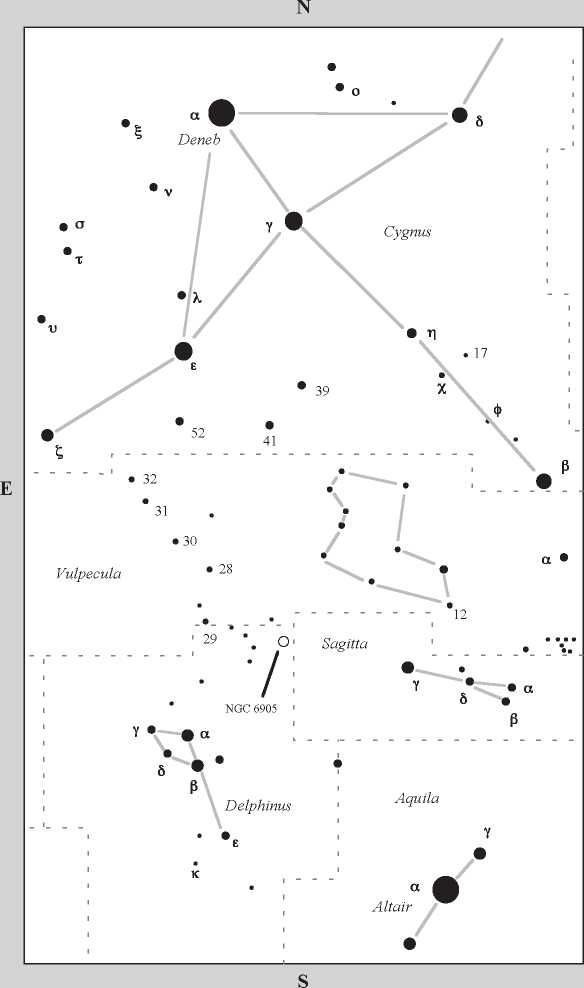 N
ο
α
δ
ξ
Deneb
ν
γ
σ
Cygnus
τ
λ
υ
η
17
ε
χ
39
ϕ
52
41
ζ
β
32
E
31
30
α
28
Vulpecula
12
29
Sagitta
γ
α
δ
NGC 6905
β
γ
α
δ
β
Aquila
Delphinus
γ
ε
κ
α
Altair
S